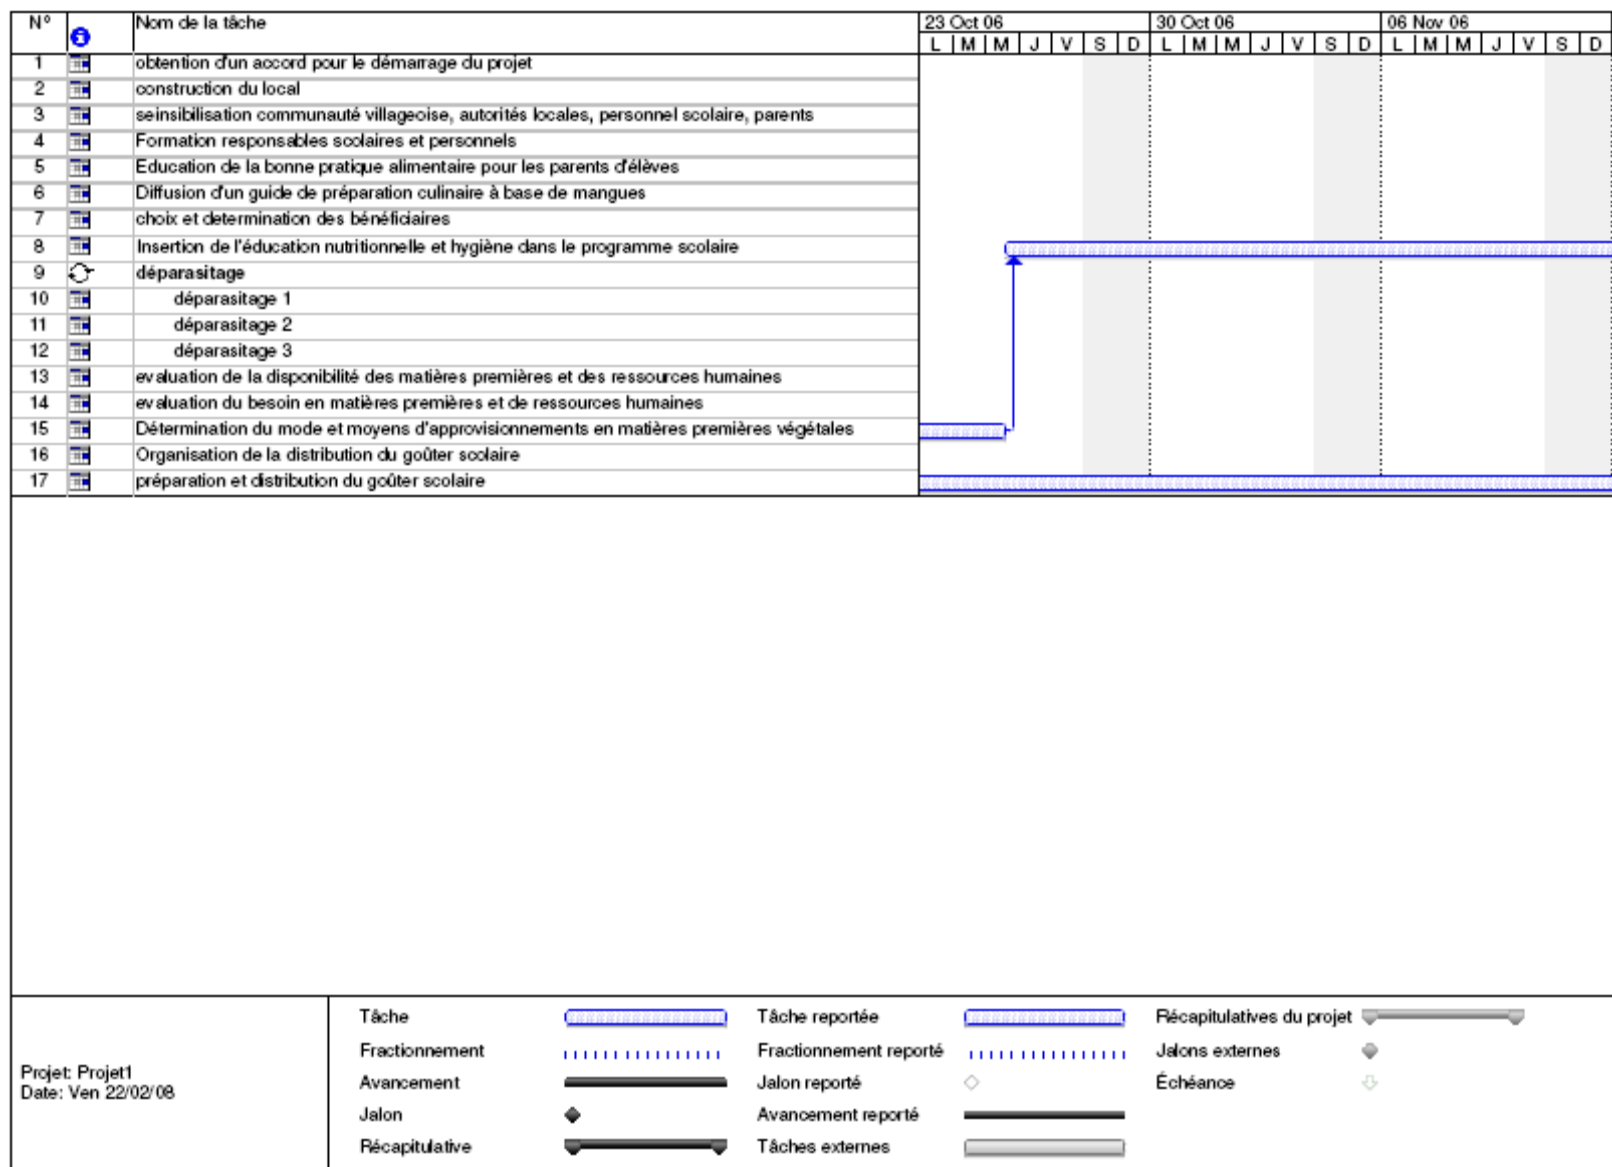 N° Nom de la tâche 23 Oct 06 30 Oct 06 06 Nov 06
L M M J V S D L M M J V S D L M M J V S D
1 obtention d'un accord pour le démarrage du projet
2 construction du local
3 seinsibilisation communauté villageoise, autorités locales, personnel scolaire, parents
4 Formation responsables scolaires et personnels
5 Education de la bonne pratique alimentaire pour les parents d'élèves
6 Diffusion d'un guide de préparation culinaire à base de mangues
7 choix et determination des bénéficiaires
8 Insertion de l'éducation nutritionnelle et hygiène dans le programme scolaire
9 déparasitage
10 déparasitage 1
11 déparasitage 2
12 déparasitage 3
13 evaluation de la disponibilité des matières premières et des ressources humaines
14 evaluation du besoin en matières premières et de ressources humaines
15 Détermination du mode et moyens d'approvisionnements en matières premières végétales
16 Organisation de la distribution du goûter scolaire
17 préparation et distribution du goûter scolaire
Projet: Projet1
Date: Ven 22/02/08
Tâche Tâche reportée Récapitulatives du projet
Fractionnement Fractionnement reporté Jalons externes
Avancement Jalon reporté Échéance
Jalon Avancement reporté
Récapitulative Tâches externes